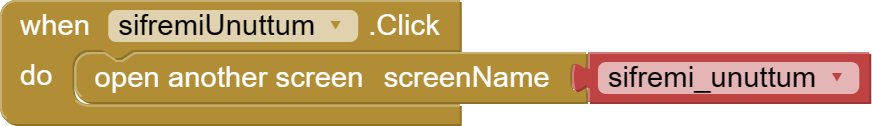 when sifremiUnuttum .Click
do open another screen screenName sifremi_unuttum